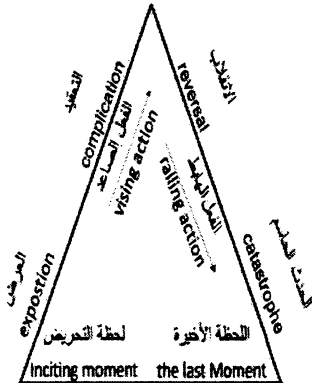 التعقيد
complication
الفعل الصاعد
vising action
الانقلاب
reversal
الفعل الهابط
ralling action
العرض
expostion
الحدث الحاسم
catastrophe
لحظة التحريض
اللحظة الأخيرة
Inciting moment
the last Moment